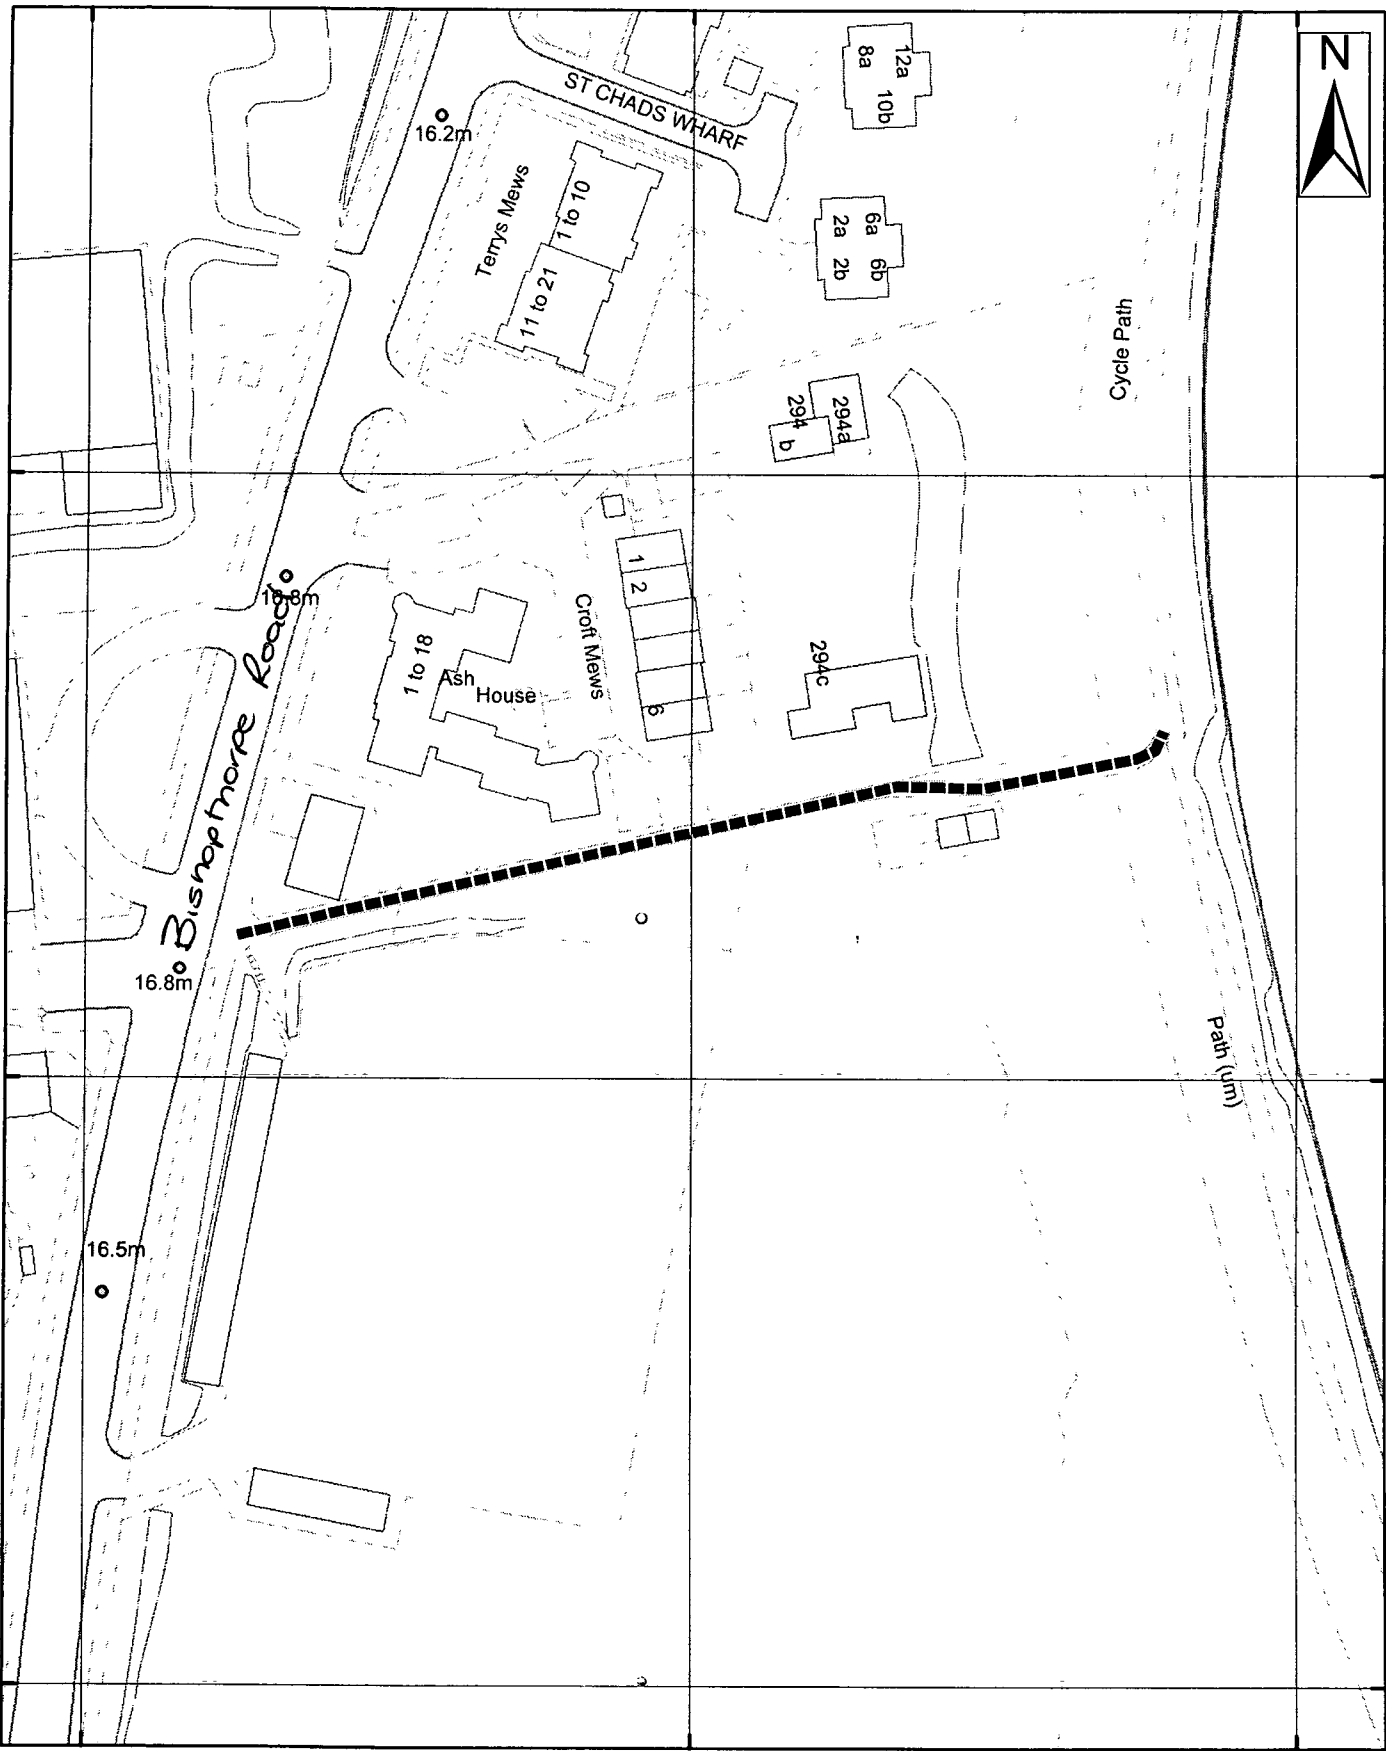 N
12a
8a
10b
ST CHADS WHARF
16.2m
Terrys Mews
1 to 10
11 to 21
6a
2a
2b
6b
Cycle Path
294a
294
b
16.8m
Bishopthorpe Road
1
2
6
Croft Mews
1 to 18
Ash
House
294c
16.8m
Path (um)
16.5m